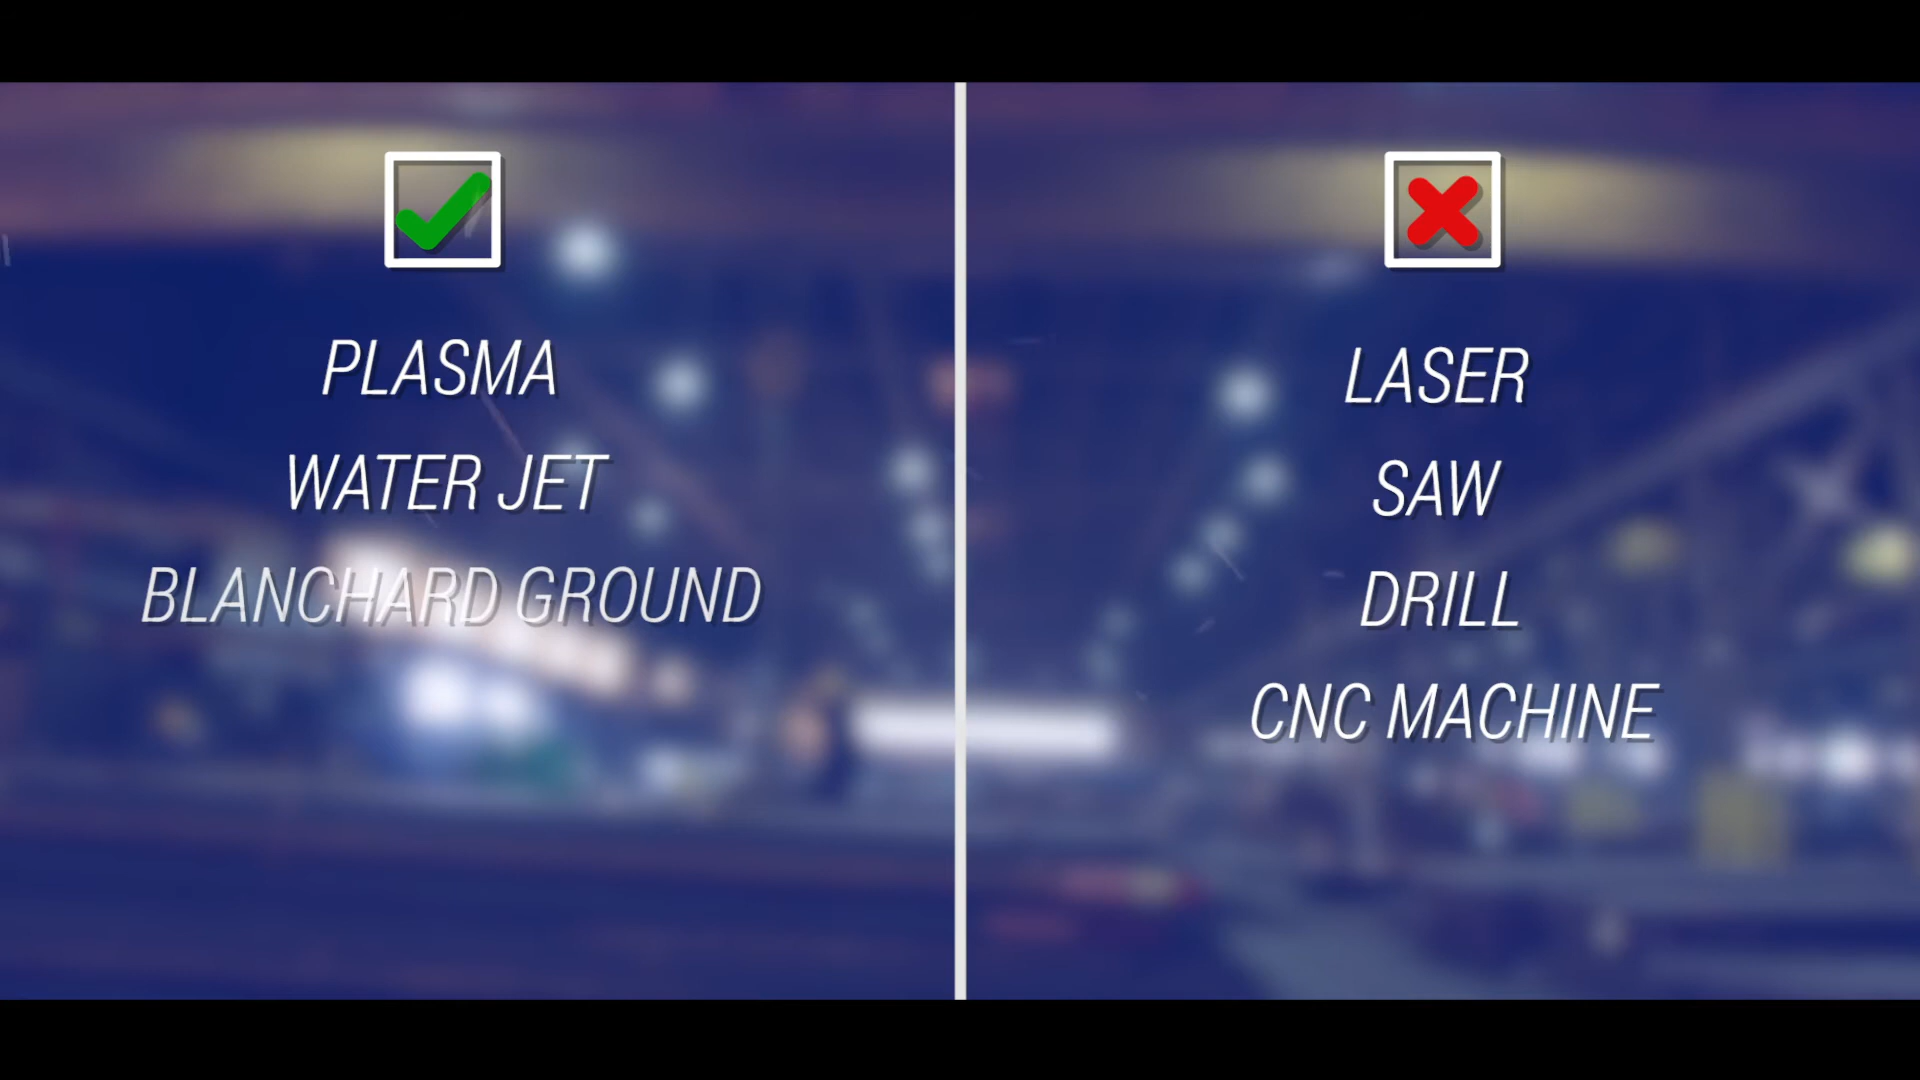 PLASMA
WATER JET
BLANCHARD GROUND
LASER
SAW
DRILL
CNC MACHINE